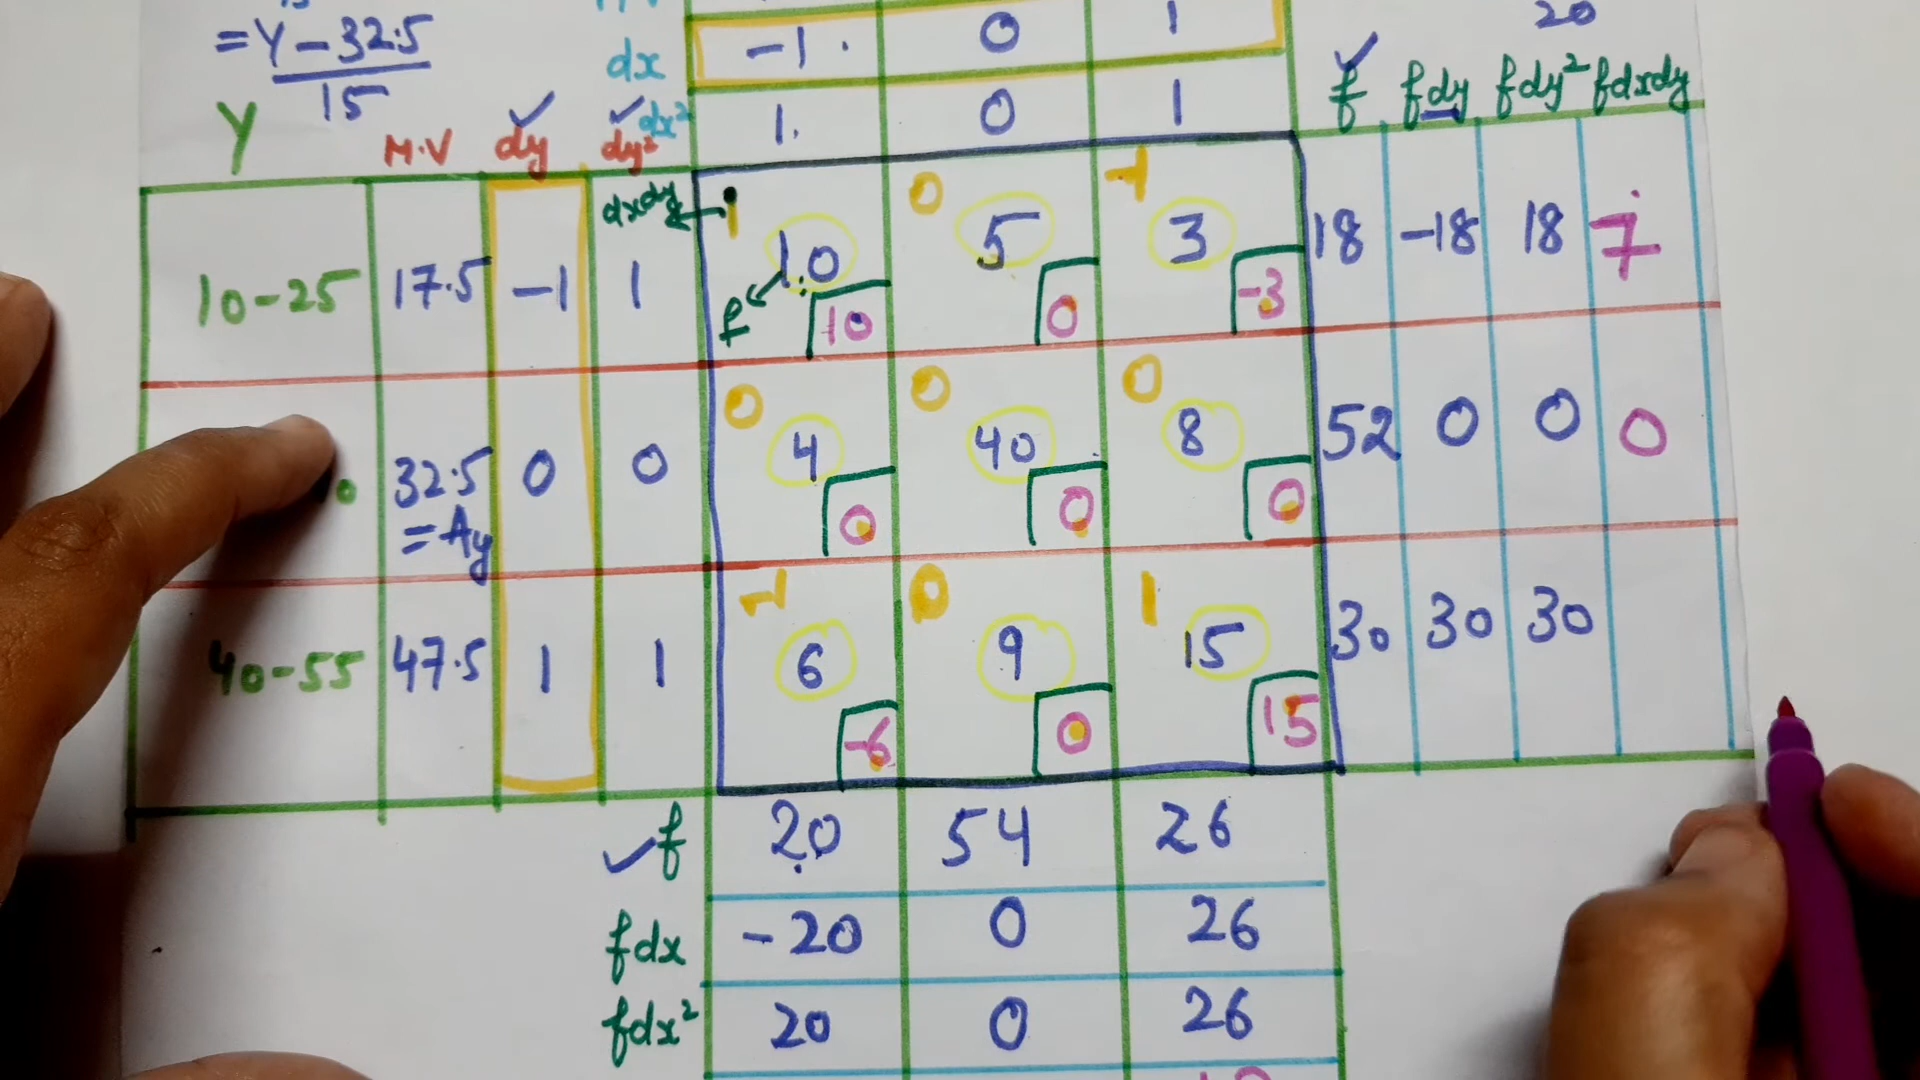 = Y - 32.5
15
dx -1 0 1
20
dx² 1 0 1
Y M.V dy dy² f fdy fdy² fdxdy
dxdy 1 0 -1
10-25 17.5 -1 1 10 5 3 18 -18 18 7
f 10 0 -3
0 0 0
0 32.5 0 0 4 40 8 52 0 0 0
= Ay 0 0 0
-1 0 1
40-55 47.5 1 1 6 9 15 30 30 30
-6 0 15
f 20 54 26
fdx -20 0 26
fdx² 20 0 26